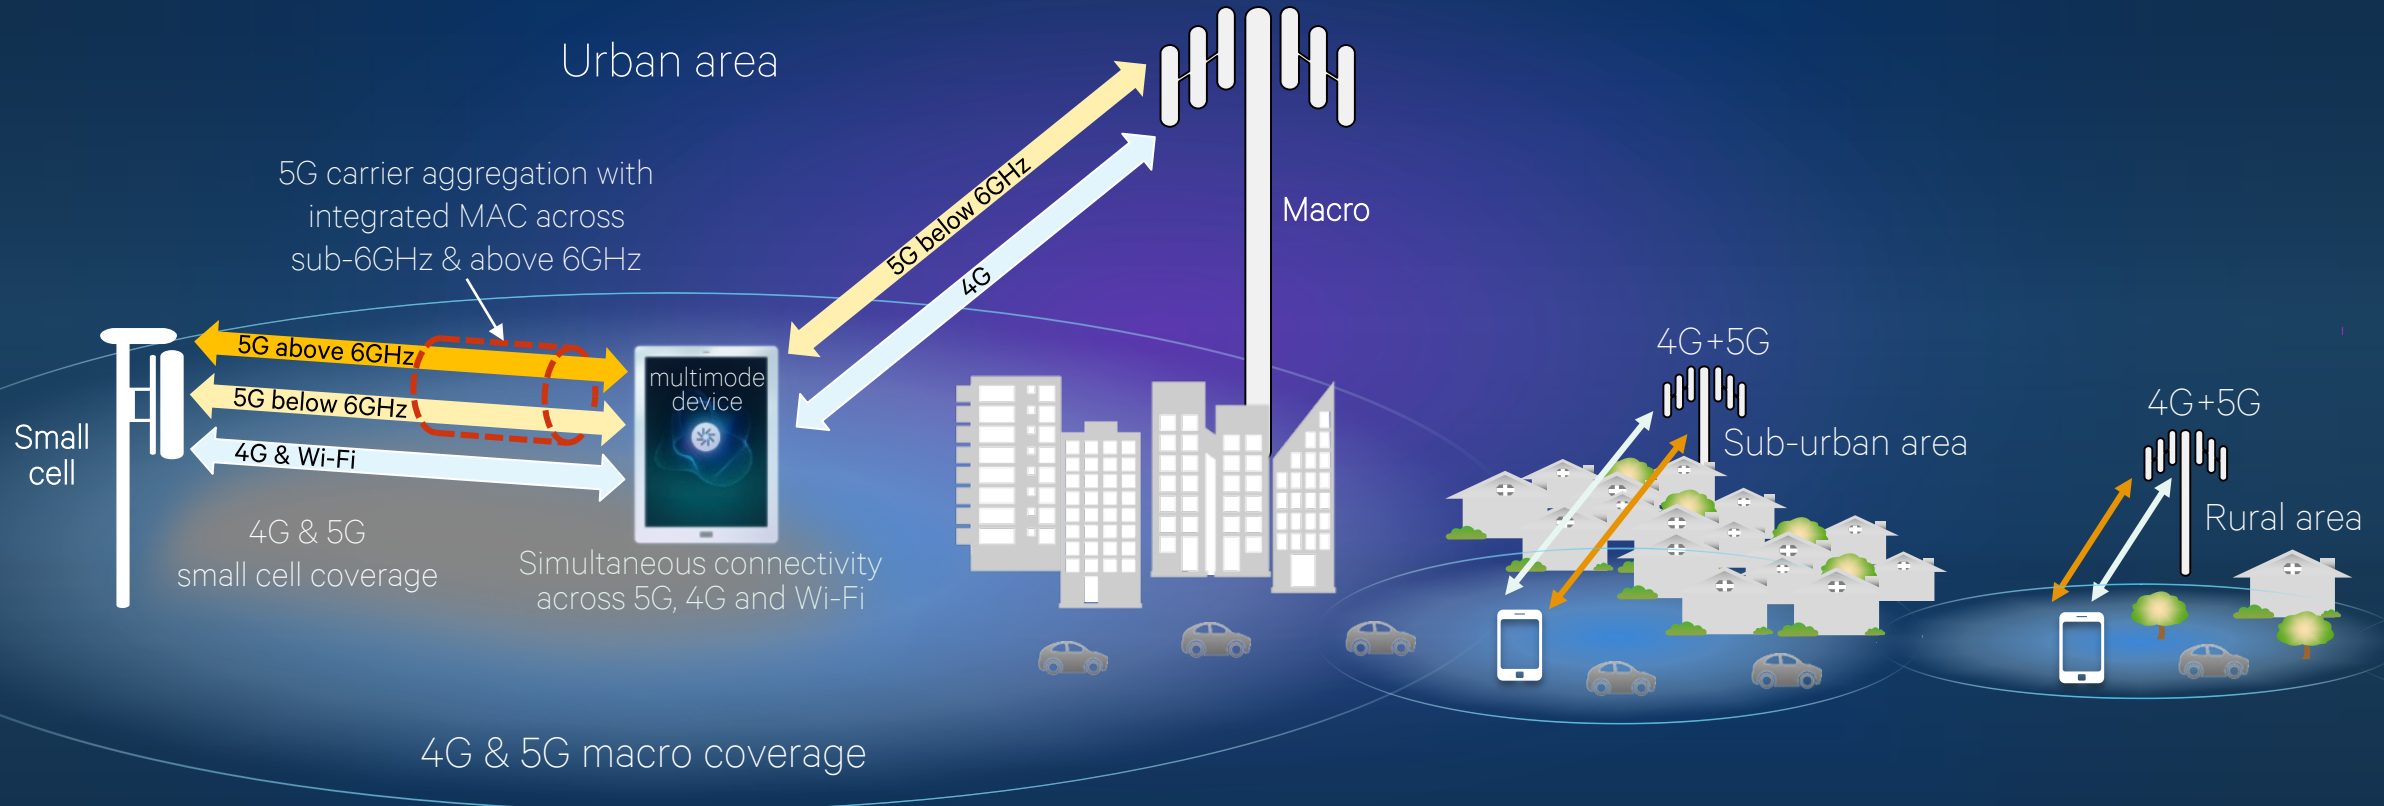 Urban area
5G carrier aggregation with
integrated MAC across
sub-6GHz & above 6GHz
5G below 6GHz
4G
Macro
5G above 6GHz
5G below 6GHz
4G & Wi-Fi
Small
cell
multimode
device
4G & 5G
small cell coverage
Simultaneous connectivity
across 5G, 4G and Wi-Fi
4G & 5G macro coverage
4G+5G
Sub-urban area
4G+5G
Rural area